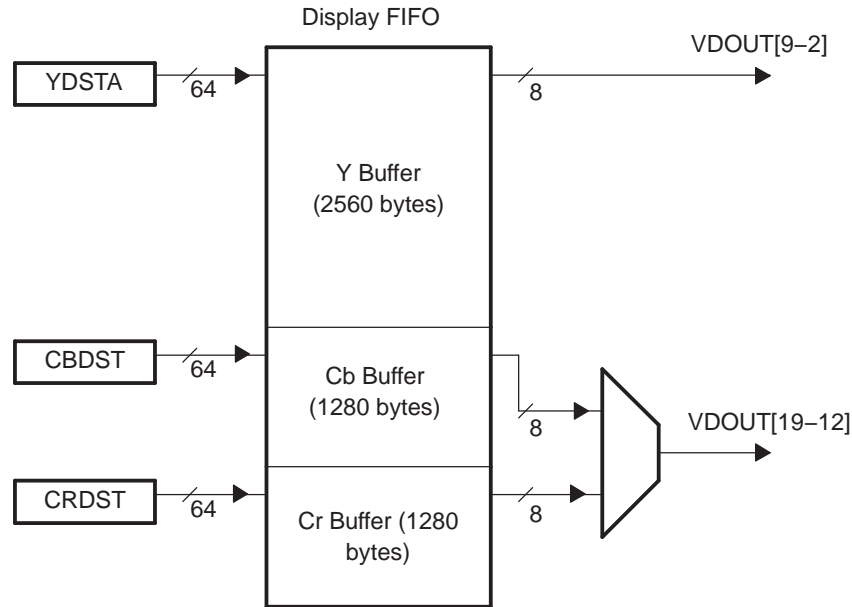 Display FIFO
VDOUT[9–2]
YDSTA
64
8
Y Buffer
(2560 bytes)
CBDST
64
Cb Buffer
(1280 bytes)
8
VDOUT[19–12]
CRDST
64
Cr Buffer (1280
bytes)
8